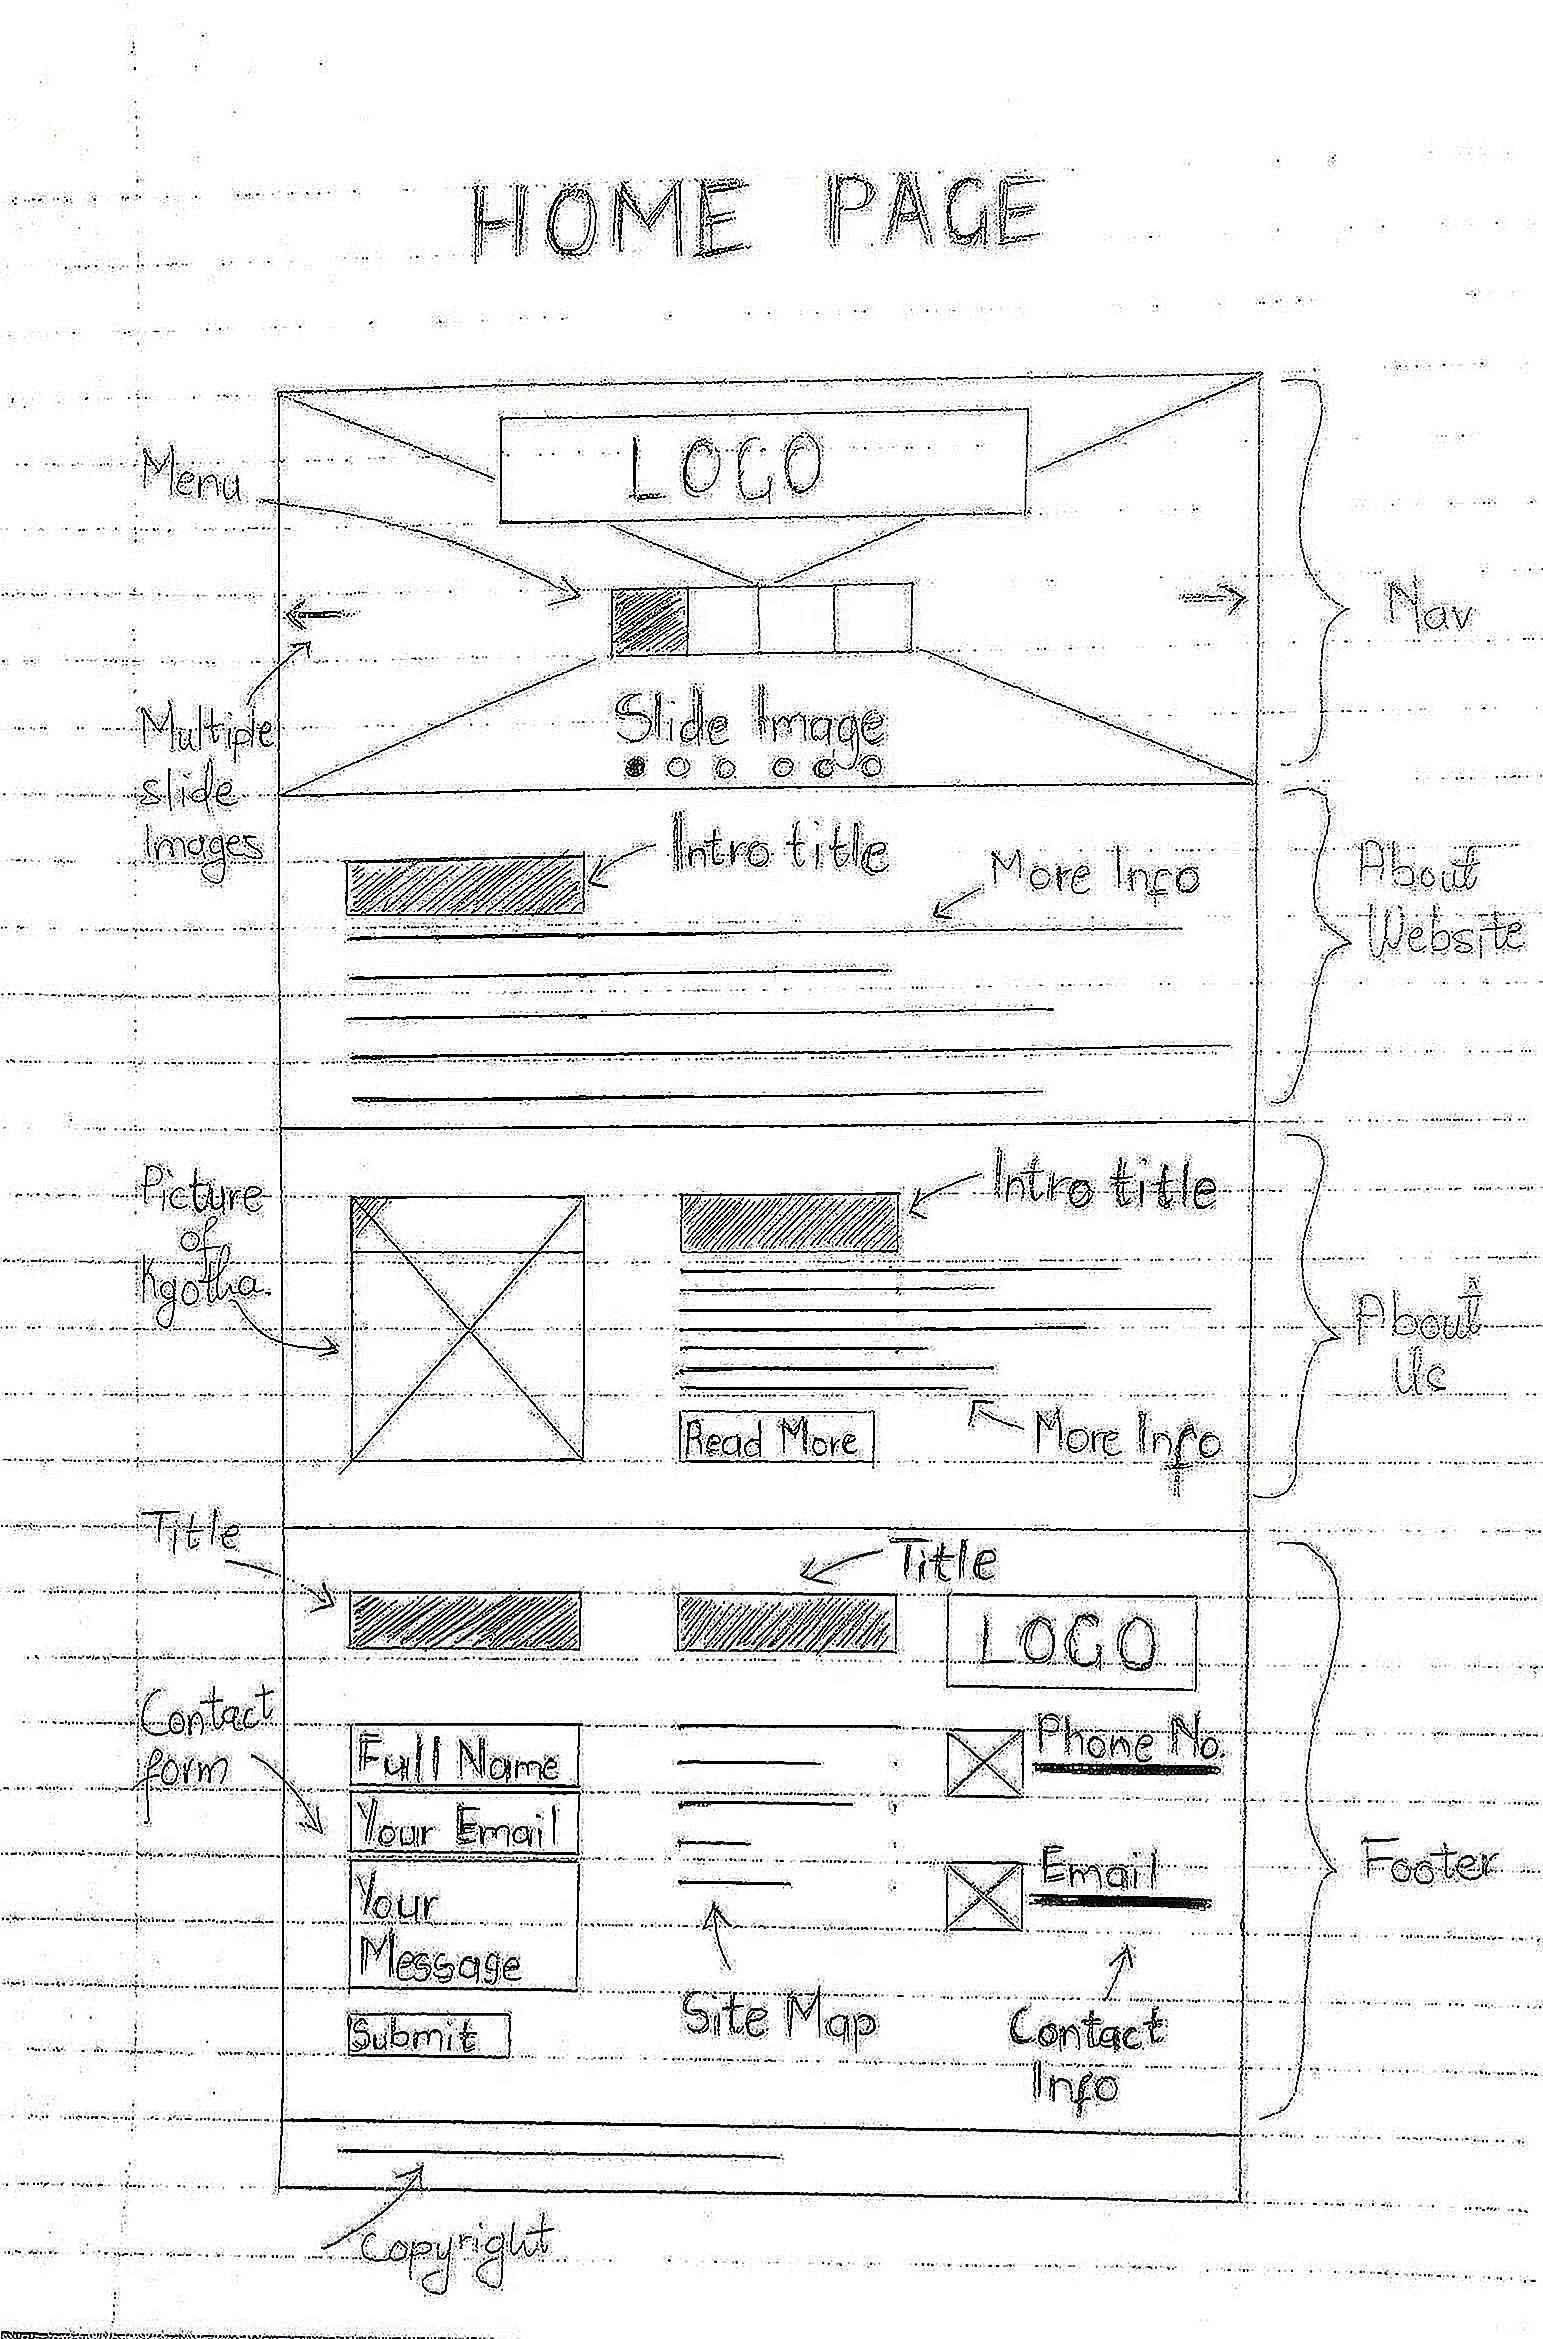 HOME PAGE
LOGO
Menu
Nav
Slide Image
Multiple
slide
Images
Intro title
More Info
About
Website
Picture
of
Kgotha.
Intro title
About
Us
Read More
More Info
Title
Title
LOGO
Contact
form
Full Name
Your Email
Your
Message
Submit
Site Map
Phone No.
Email
Contact
Info
Footer
Copyright